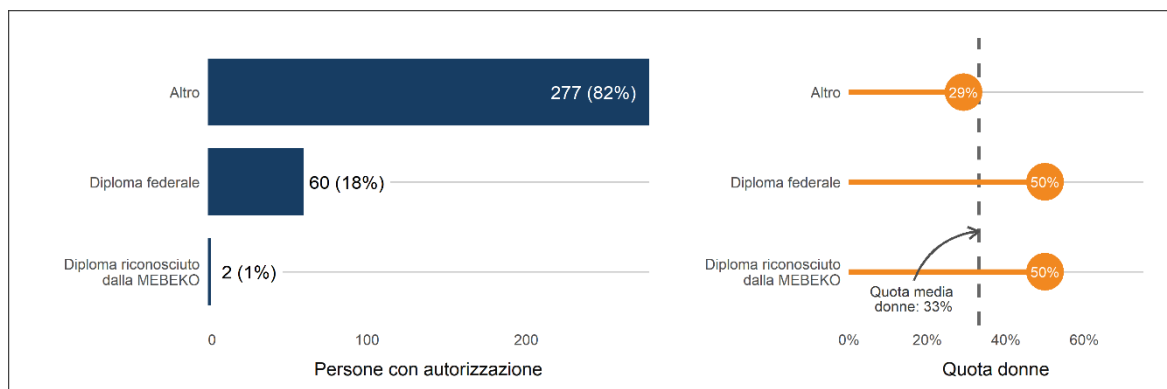 Altro
277 (82%)
Diploma federale
60 (18%)
Diploma riconosciuto
dalla MEBEKO
2 (1%)
0
100
200
Persone con autorizzazione
Altro
29%
Diploma federale
50%
Diploma riconosciuto
dalla MEBEKO
50%
Quota media
donne: 33%
0%
20%
40%
60%
Quota donne